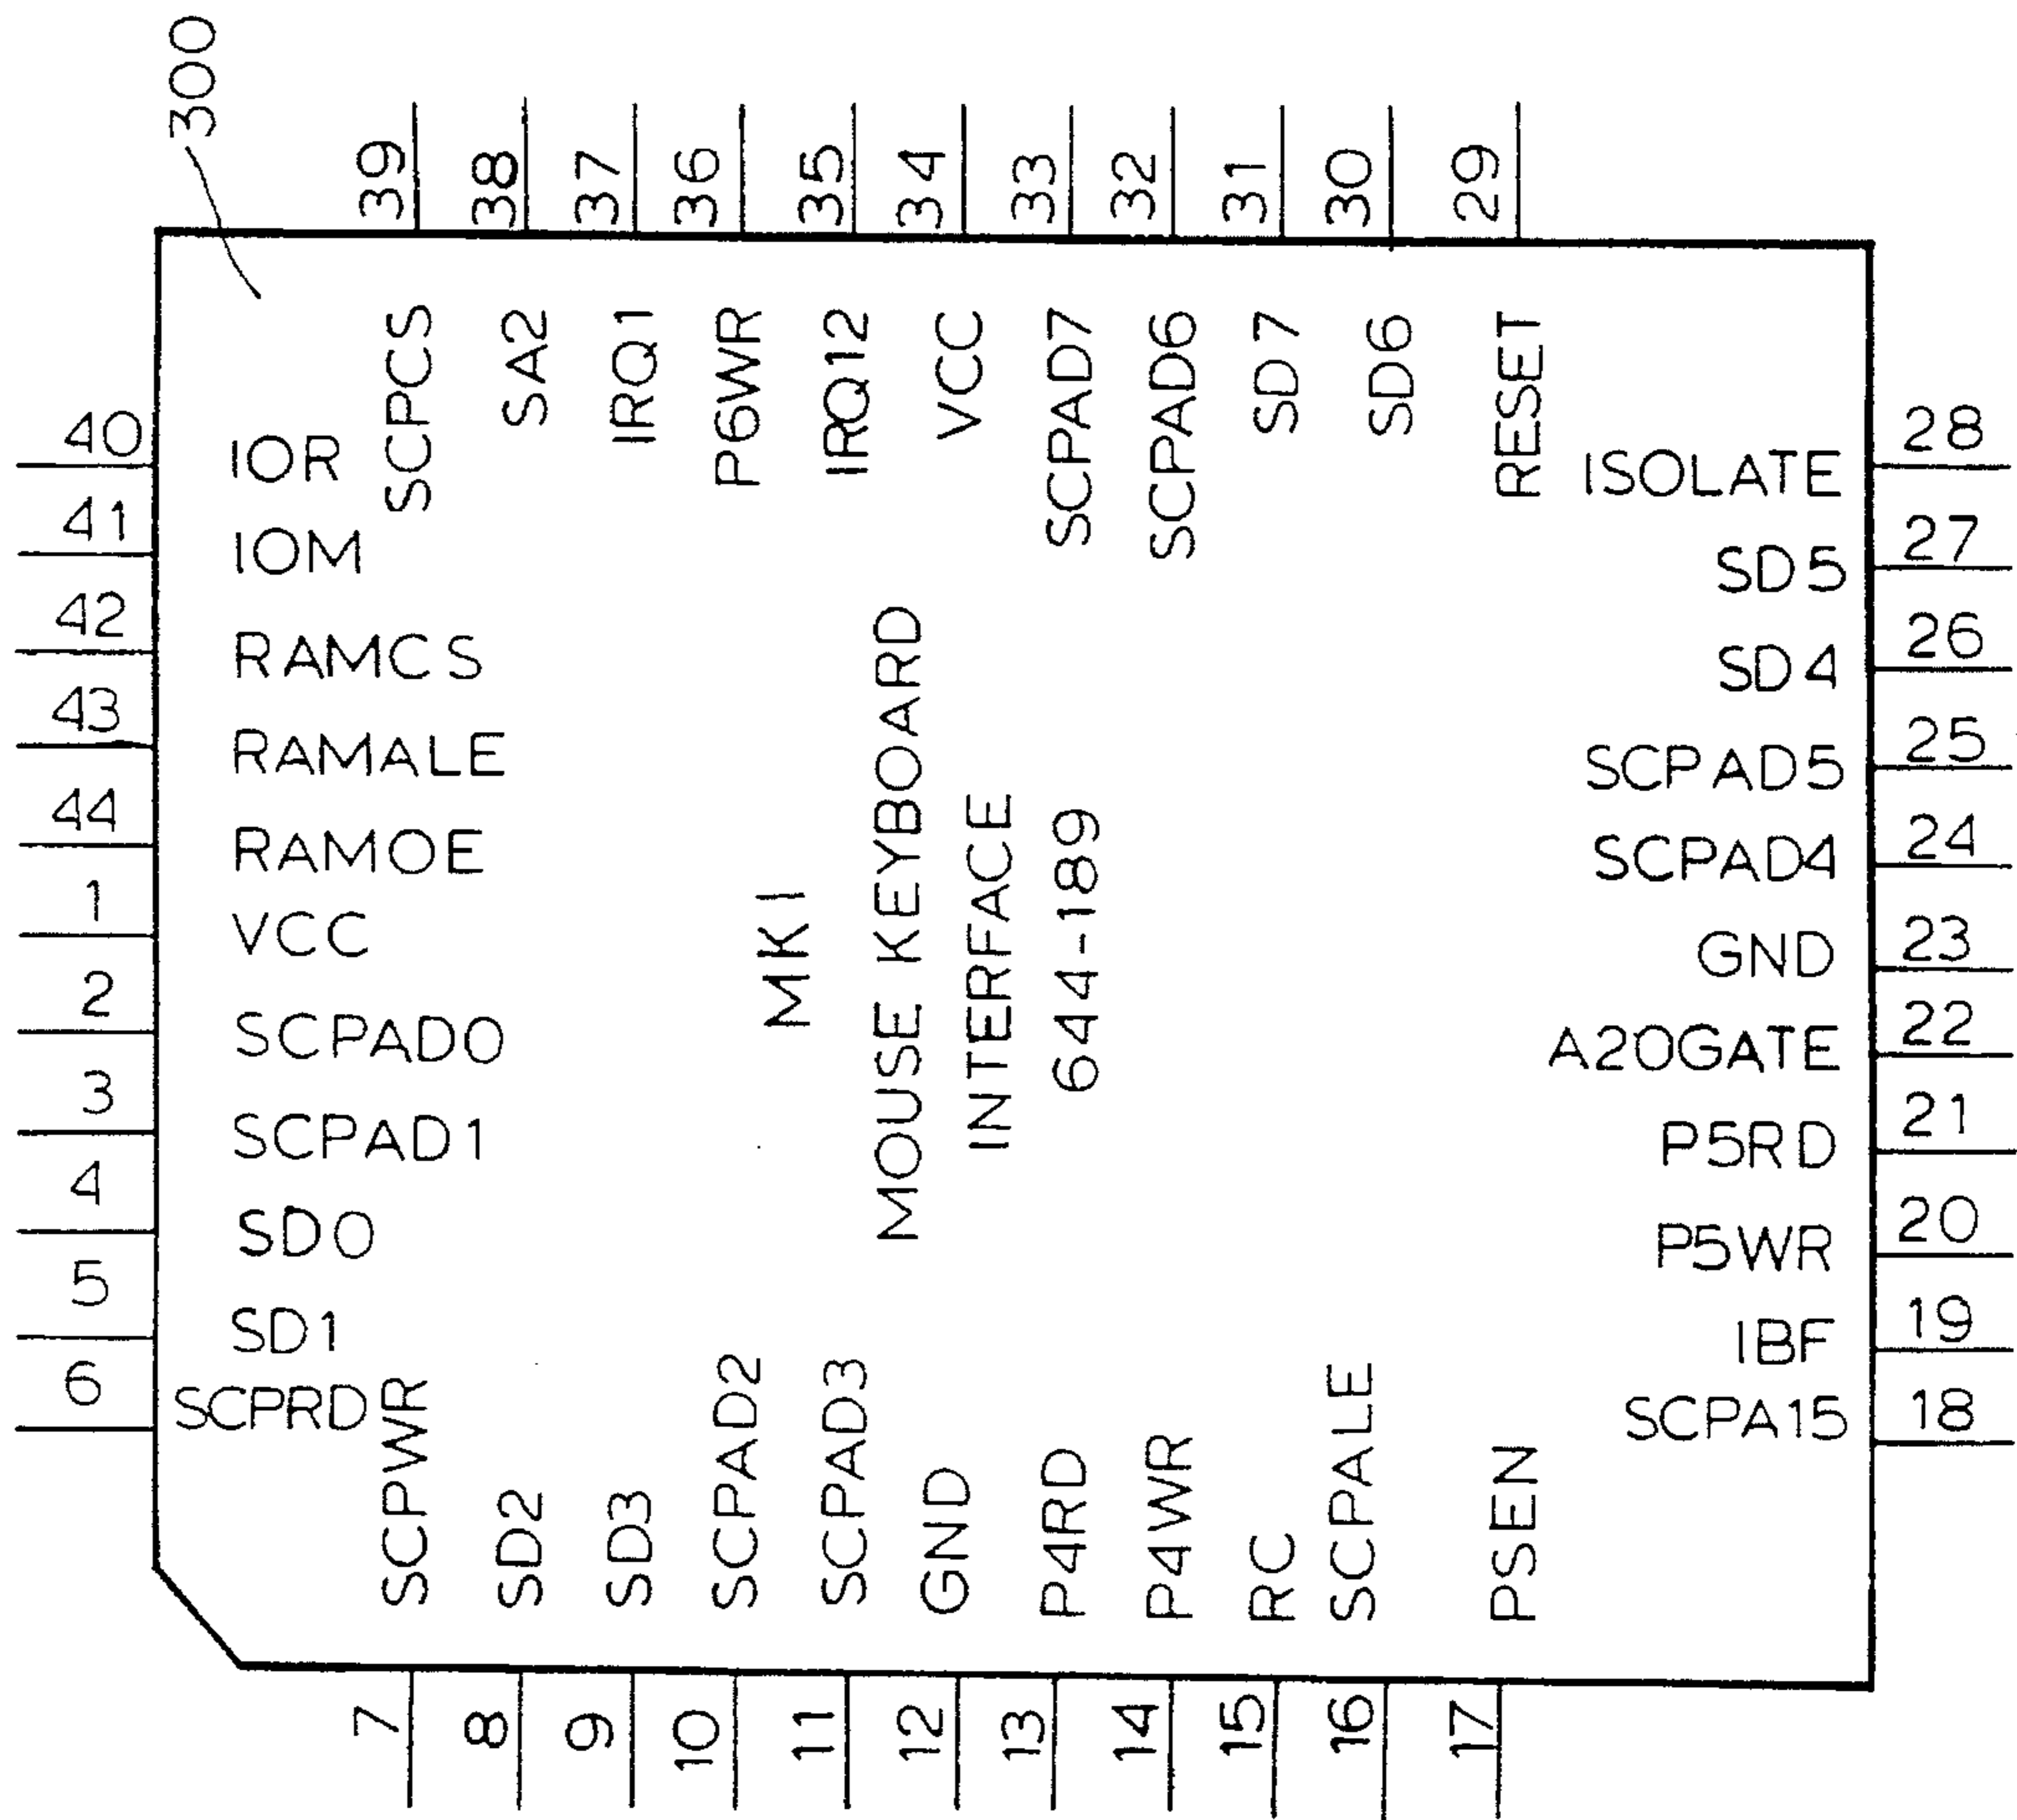 300
39
38
37
36
35
34
33
32
31
30
29
SCPCS
SA2
IRQ1
P6WR
IRQ12
VCC
SCPAD7
SCPAD6
SD7
SD6
RESET
40 IOR
41 IOM
42 RAMCS
43 RAMALE
44 RAMOE
1 VCC
2 SCPAD0
3 SCPAD1
4 SD0
5 SD1
6 SCPRD
MKI
MOUSE KEYBOARD
INTERFACE
644-189
ISOLATE 28
SD5 27
SD4 26
SCPAD5 25
SCPAD4 24
GND 23
A20GATE 22
P5RD 21
P5WR 20
IBF 19
SCPA15 18
SCPWR
SD2
SD3
SCPAD2
SCPAD3
GND
P4RD
P4WR
RC
SCPALE
PSEN
7
8
9
10
11
12
13
14
15
16
17